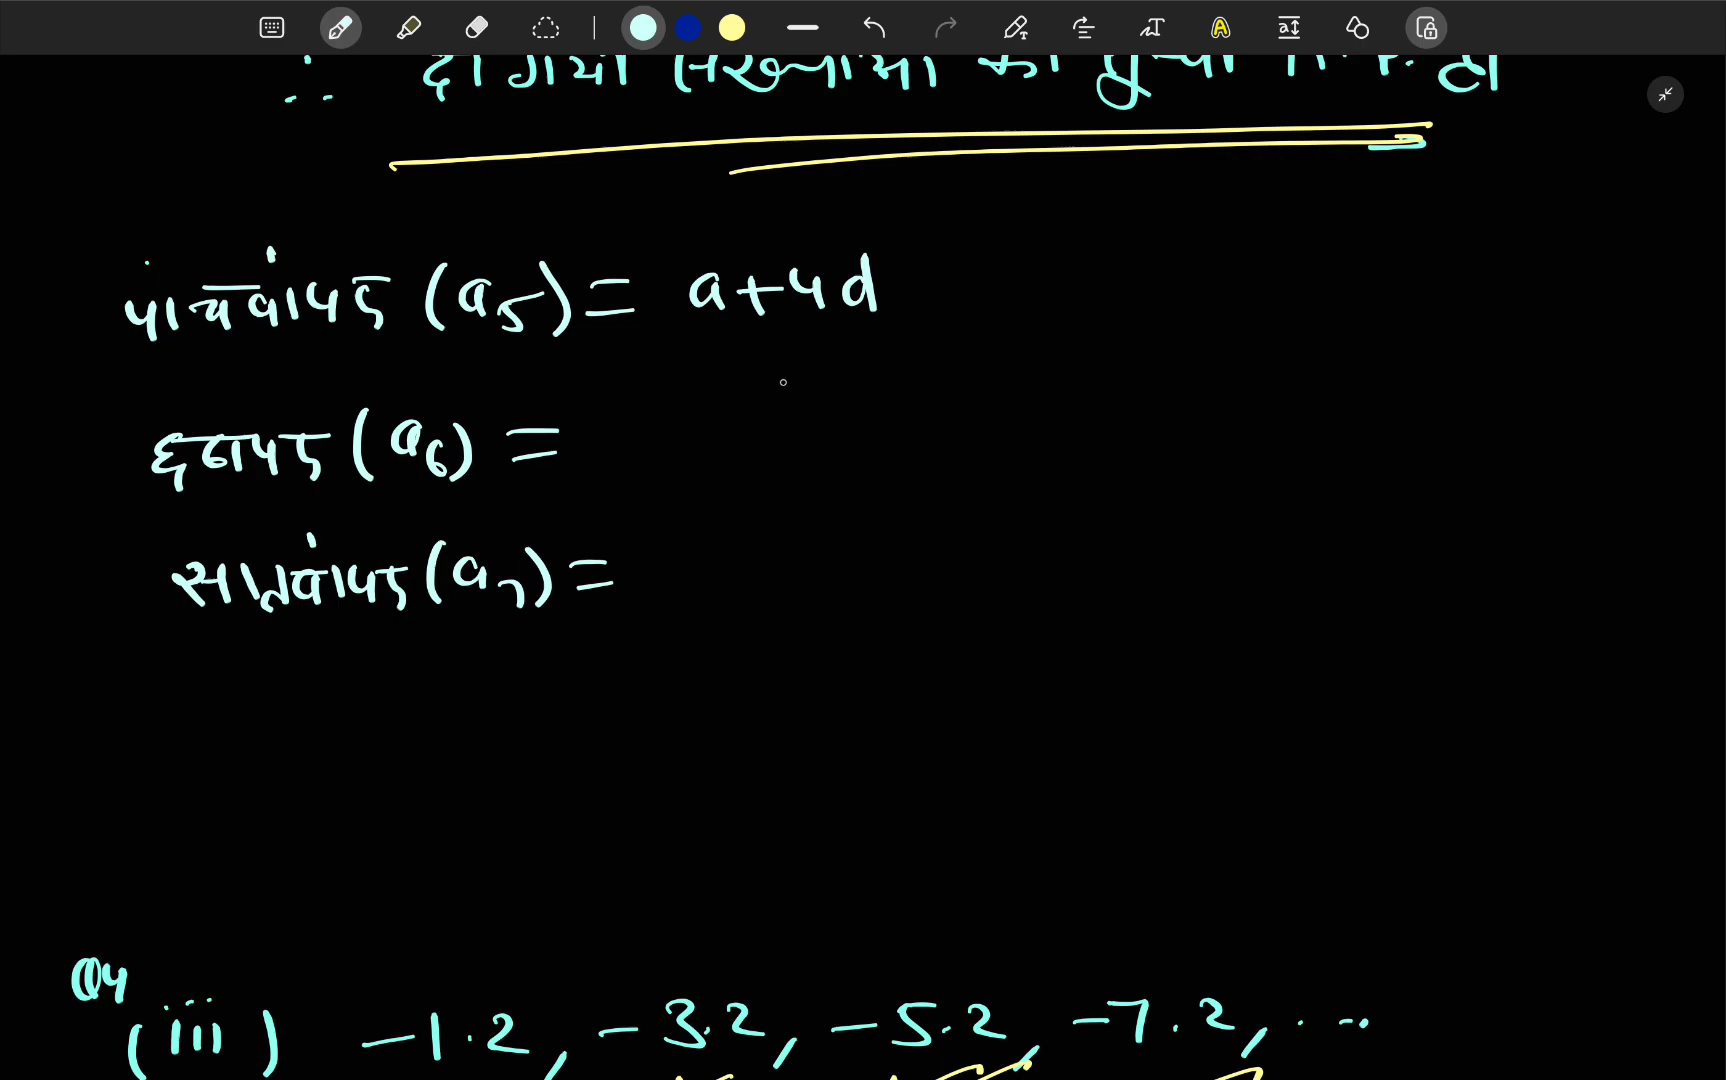 ∴ दी गयी
पांचवां पद (a₅) = a+4d
छठा पद (a₆) =
सातवां पद (a₇) =
Q4
(iii) -1.2, -3.2, -5.2, -7.2, ...